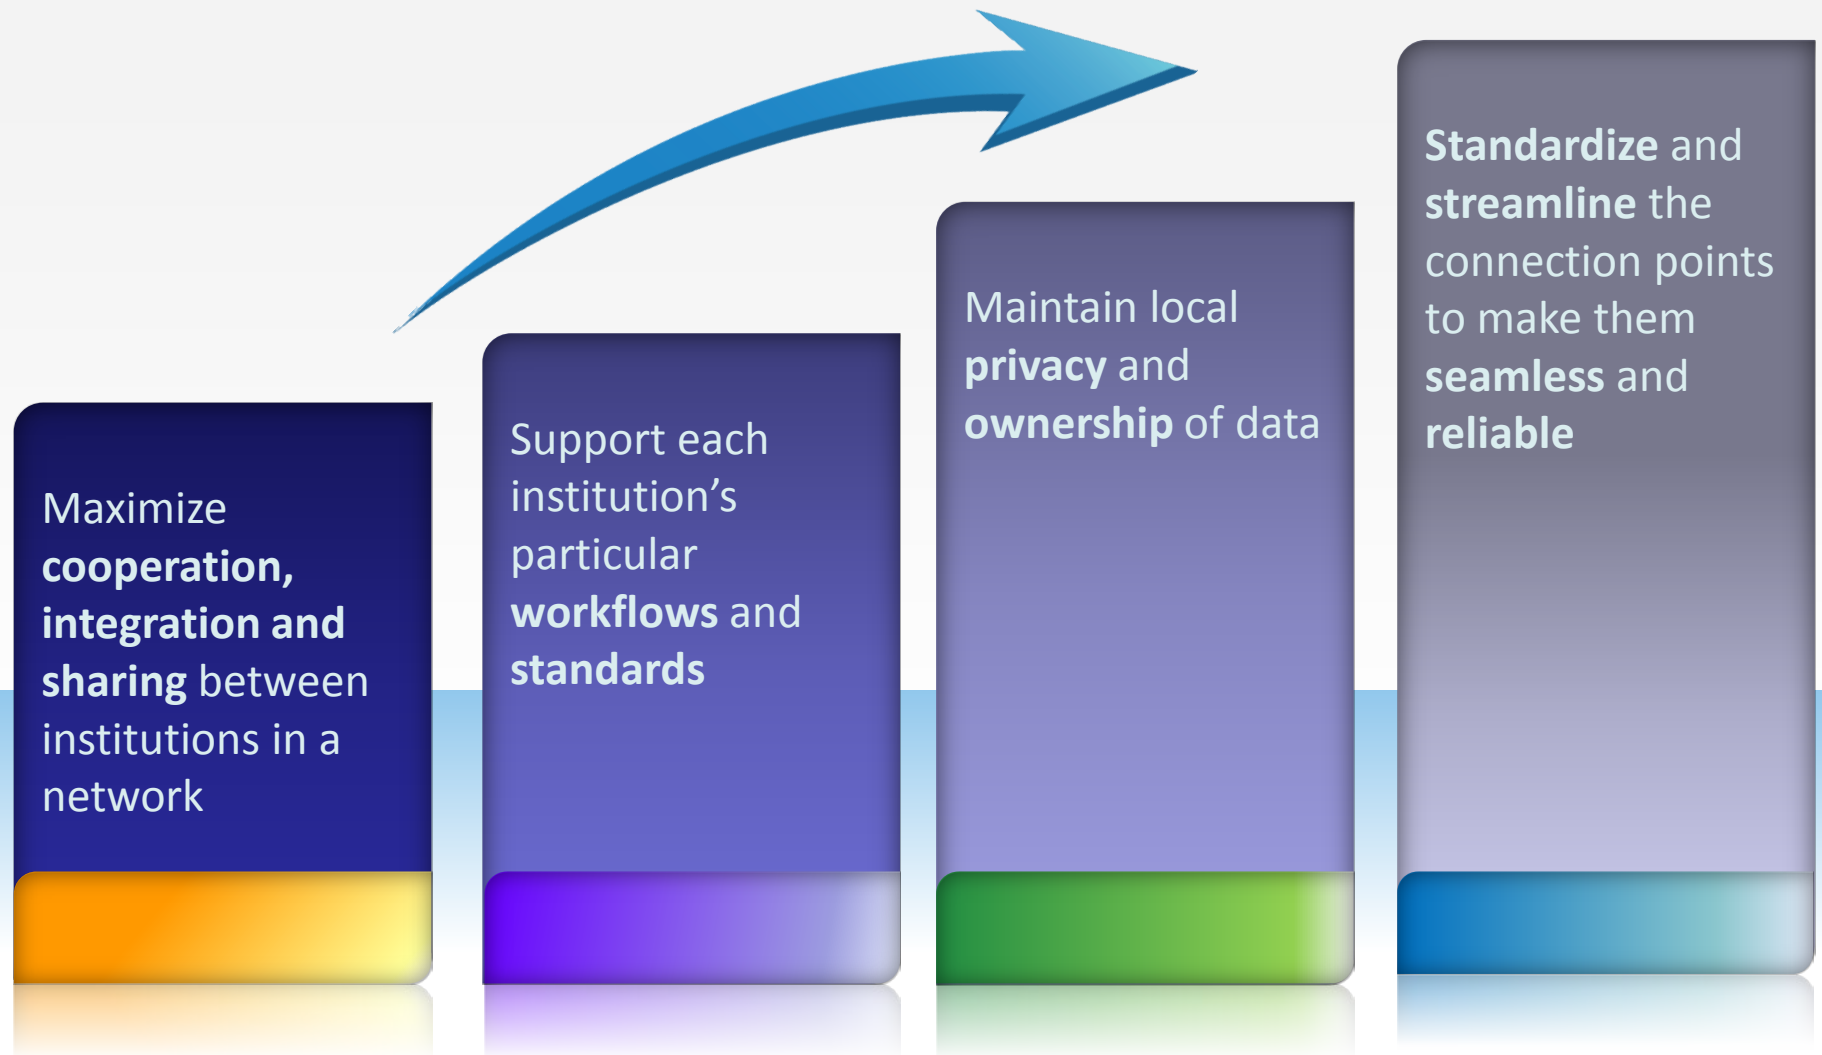 Maximize
cooperation,
integration and
sharing between
institutions in a
network
Support each
institution’s
particular
workflows and
standards
Maintain local
privacy and
ownership of data
Standardize and
streamline the
connection points
to make them
seamless and
reliable